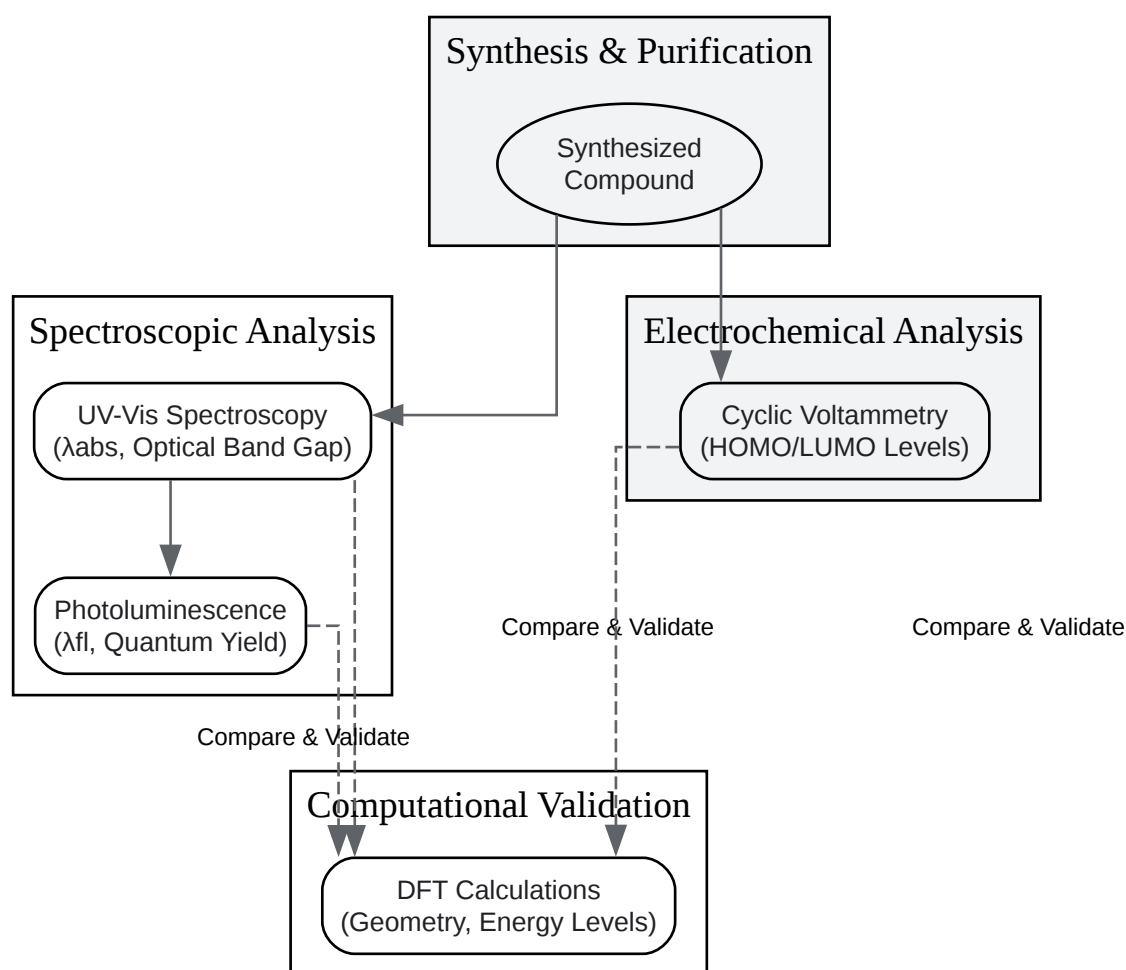 Synthesis & Purification
Synthesized
Compound
Spectroscopic Analysis
Electrochemical Analysis
UV-Vis Spectroscopy
(λabs, Optical Band Gap)
Cyclic Voltammetry
(HOMO/LUMO Levels)
Photoluminescence
(λfl, Quantum Yield)
Compare & Validate
Compare & Validate
Compare & Validate
Computational Validation
DFT Calculations
(Geometry, Energy Levels)